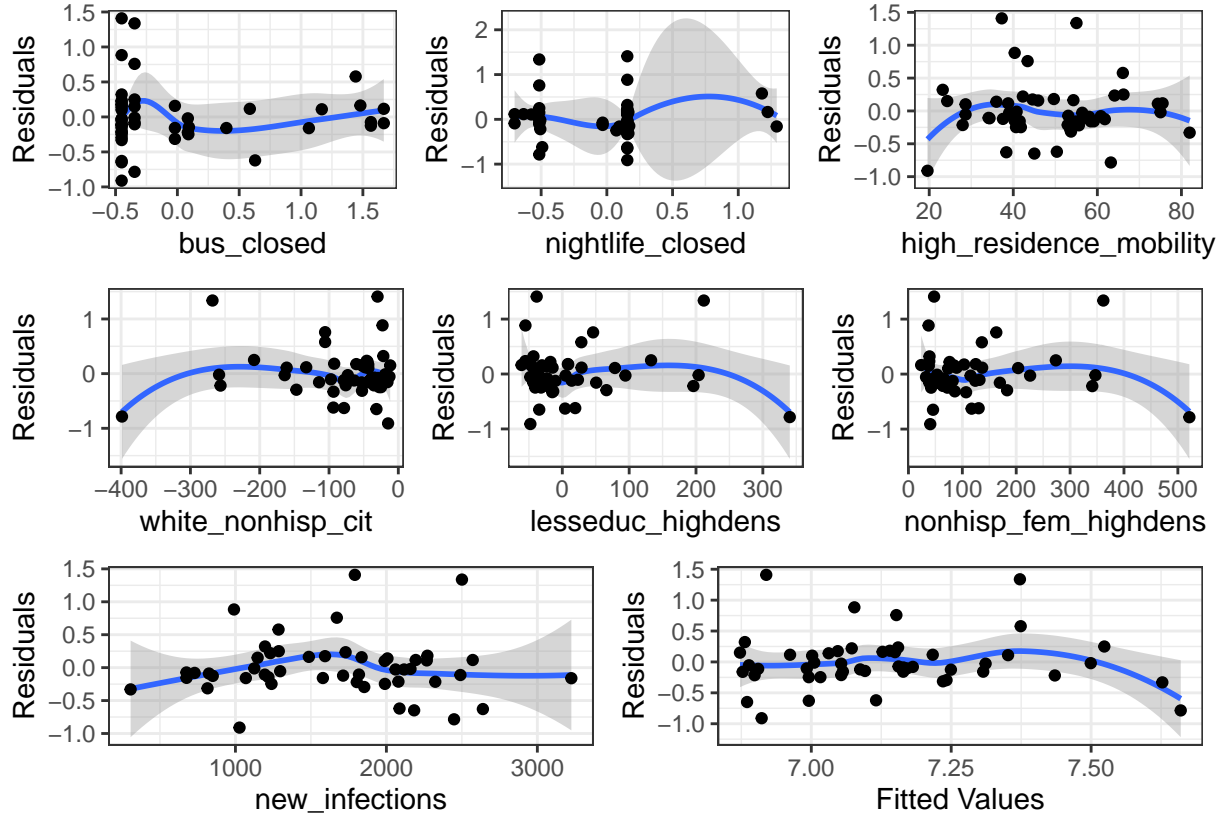 Residuals
1.5
1.0
0.5
0.0
−0.5
−1.0
−0.5 0.0 0.5 1.0 1.5
bus_closed
Residuals
2
1
0
−1
−0.5 0.0 0.5 1.0
nightlife_closed
Residuals
1.5
1.0
0.5
0.0
−0.5
−1.0
20 40 60 80
high_residence_mobility
Residuals
1
0
−1
−400 −300 −200 −100 0
white_nonhisp_cit
Residuals
1
0
−1
0 100 200 300
lesseduc_highdens
Residuals
1
0
−1
0 100 200 300 400 500
nonhisp_fem_highdens
Residuals
1.5
1.0
0.5
0.0
−0.5
−1.0
1000 2000 3000
new_infections
Residuals
1.5
1.0
0.5
0.0
−0.5
−1.0
7.00 7.25 7.50
Fitted Values